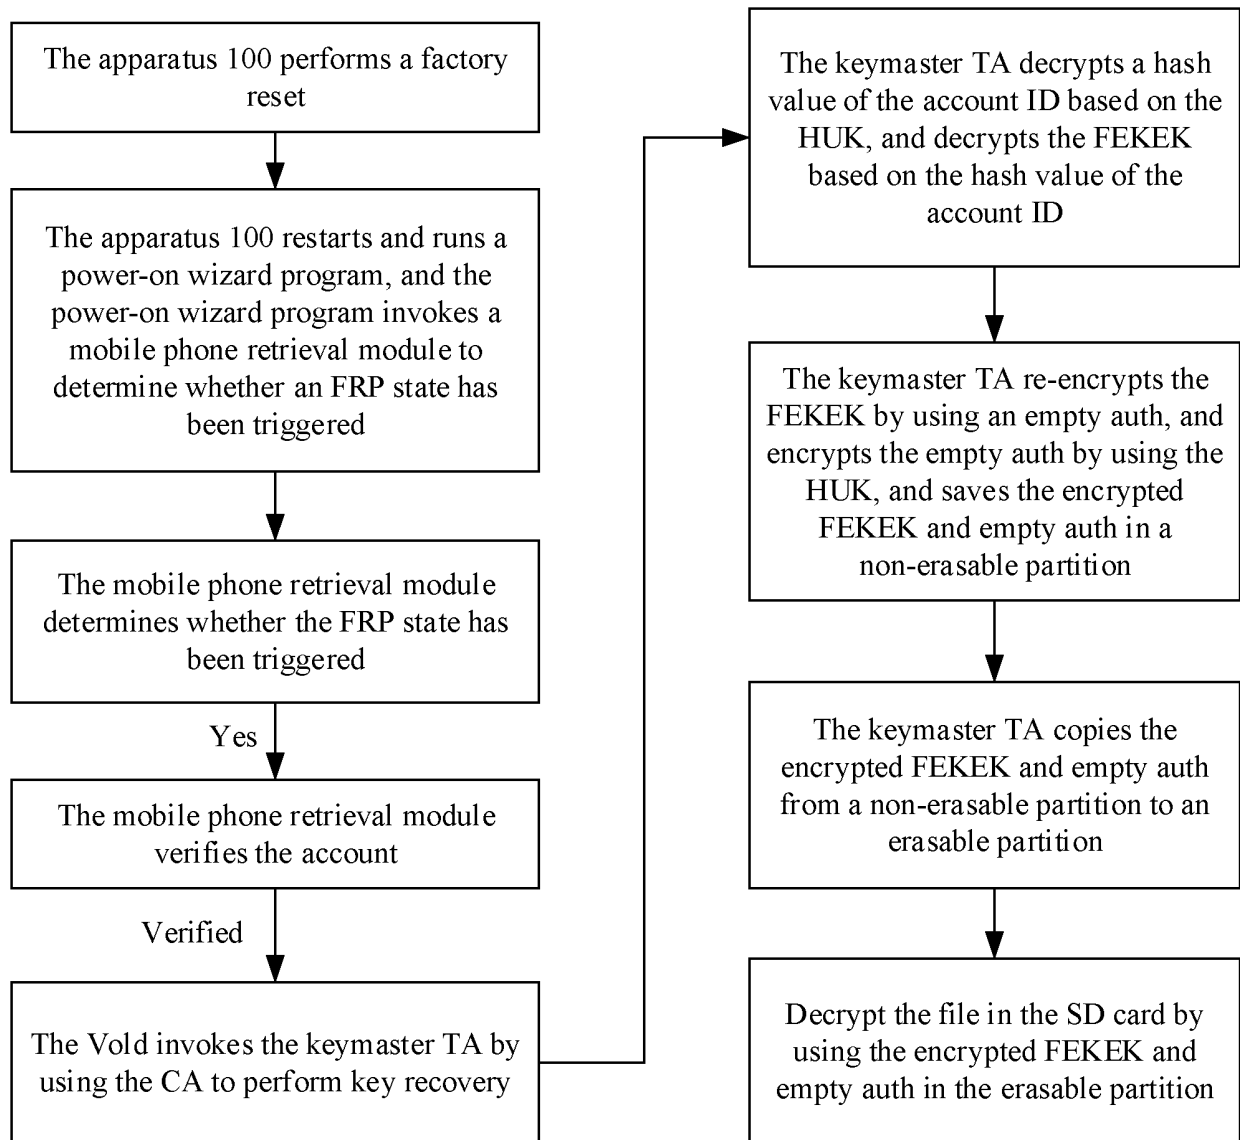 The apparatus 100 performs a factory
reset
The apparatus 100 restarts and runs a
power-on wizard program, and the
power-on wizard program invokes a
mobile phone retrieval module to
determine whether an FRP state has
been triggered
The mobile phone retrieval module
determines whether the FRP state has
been triggered
Yes
The mobile phone retrieval module
verifies the account
Verified
The Vold invokes the keymaster TA by
using the CA to perform key recovery
The keymaster TA decrypts a hash
value of the account ID based on the
HUK, and decrypts the FEKEK
based on the hash value of the
account ID
The keymaster TA re-encrypts the
FEKEK by using an empty auth, and
encrypts the empty auth by using the
HUK, and saves the encrypted
FEKEK and empty auth in a
non-erasable partition
The keymaster TA copies the
encrypted FEKEK and empty auth
from a non-erasable partition to an
erasable partition
Decrypt the file in the SD card by
using the encrypted FEKEK and
empty auth in the erasable partition